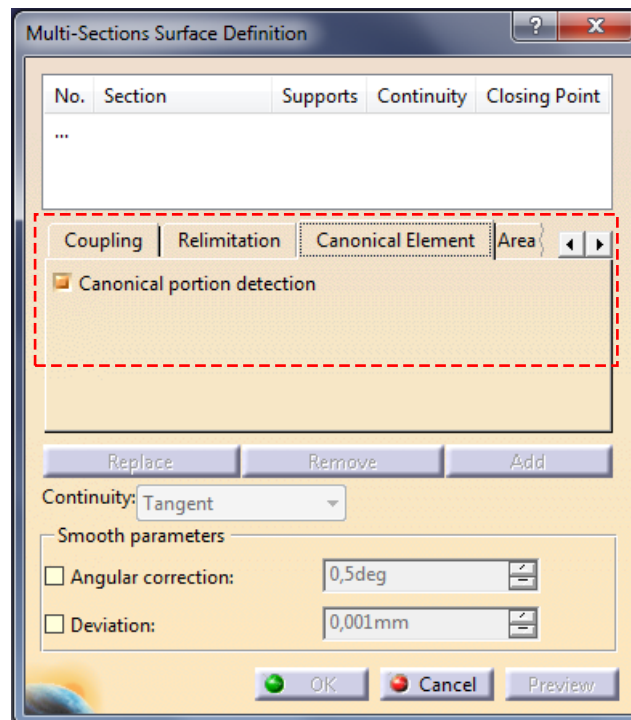 Multi-Sections Surface Definition ? X
No. Section Supports Continuity Closing Point
...
Coupling Relimitation Canonical Element Area
Canonical portion detection
Replace Remove Add
Continuity: Tangent
Smooth parameters
Angular correction: 0,5deg
Deviation: 0,001mm
OK Cancel Preview